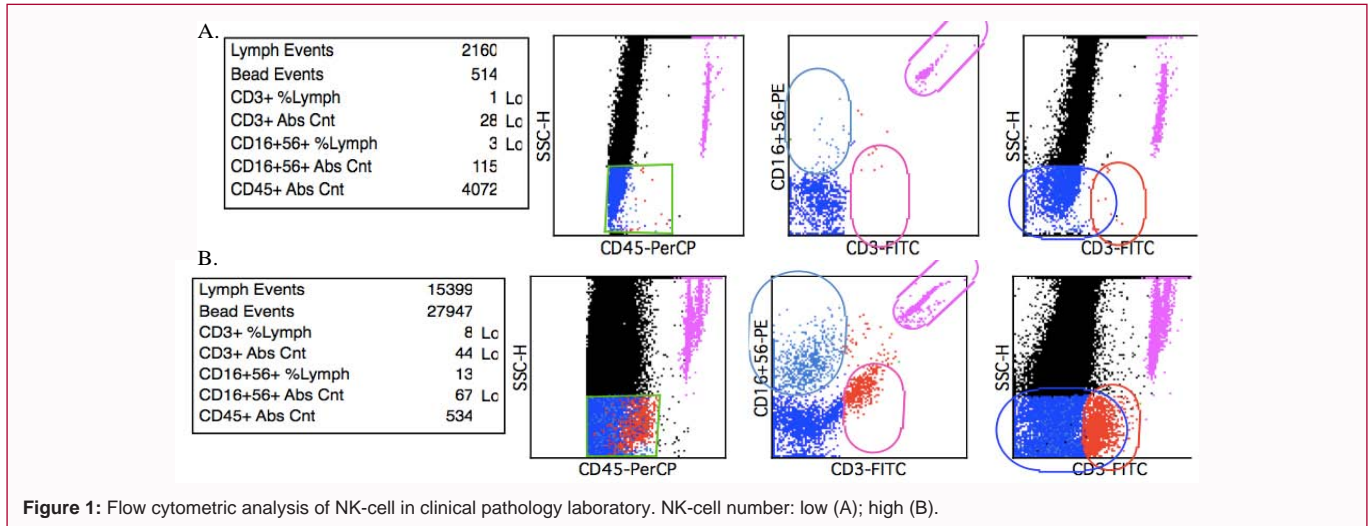 A.
Lymph Events 2160
Bead Events 514
CD3+ %Lymph 1 Lo
CD3+ Abs Cnt 28 Lo
CD16+56+ %Lymph 3 Lo
CD16+56+ Abs Cnt 115
CD45+ Abs Cnt 4072
SSC-H
CD45-PerCP
CD16+56-PE
CD3-FITC
SSC-H
CD3-FITC
B.
Lymph Events 15399
Bead Events 27947
CD3+ %Lymph 8 Lo
CD3+ Abs Cnt 44 Lo
CD16+56+ %Lymph 13
CD16+56+ Abs Cnt 67 Lo
CD45+ Abs Cnt 534
SSC-H
CD45-PerCP
CD16+56-PE
CD3-FITC
SSC-H
CD3-FITC
Figure 1: Flow cytometric analysis of NK-cell in clinical pathology laboratory. NK-cell number: low (A); high (B).